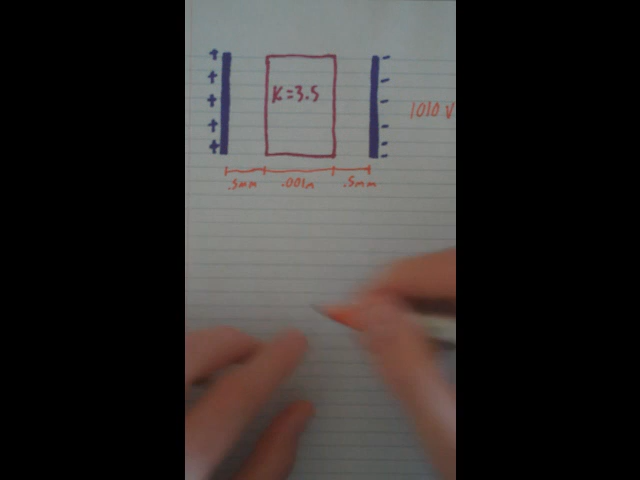 + -
+ -
+ K=3.5 -
1010 V
+ -
+ -
.5mm .001m .5mm